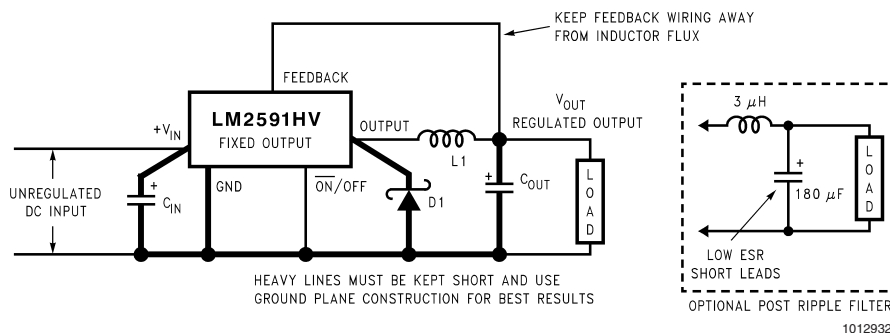 KEEP FEEDBACK WIRING AWAY
FROM INDUCTOR FLUX
FEEDBACK
LM2591HV
FIXED OUTPUT
+VIN
OUTPUT
L1
VOUT
REGULATED OUTPUT
UNREGULATED
DC INPUT
+
CIN
GND
ON/OFF
D1
+
COUT
LOAD
HEAVY LINES MUST BE KEPT SHORT AND USE
GROUND PLANE CONSTRUCTION FOR BEST RESULTS
3 μH
+
180 μF
LOAD
LOW ESR
SHORT LEADS
OPTIONAL POST RIPPLE FILTER
1012932